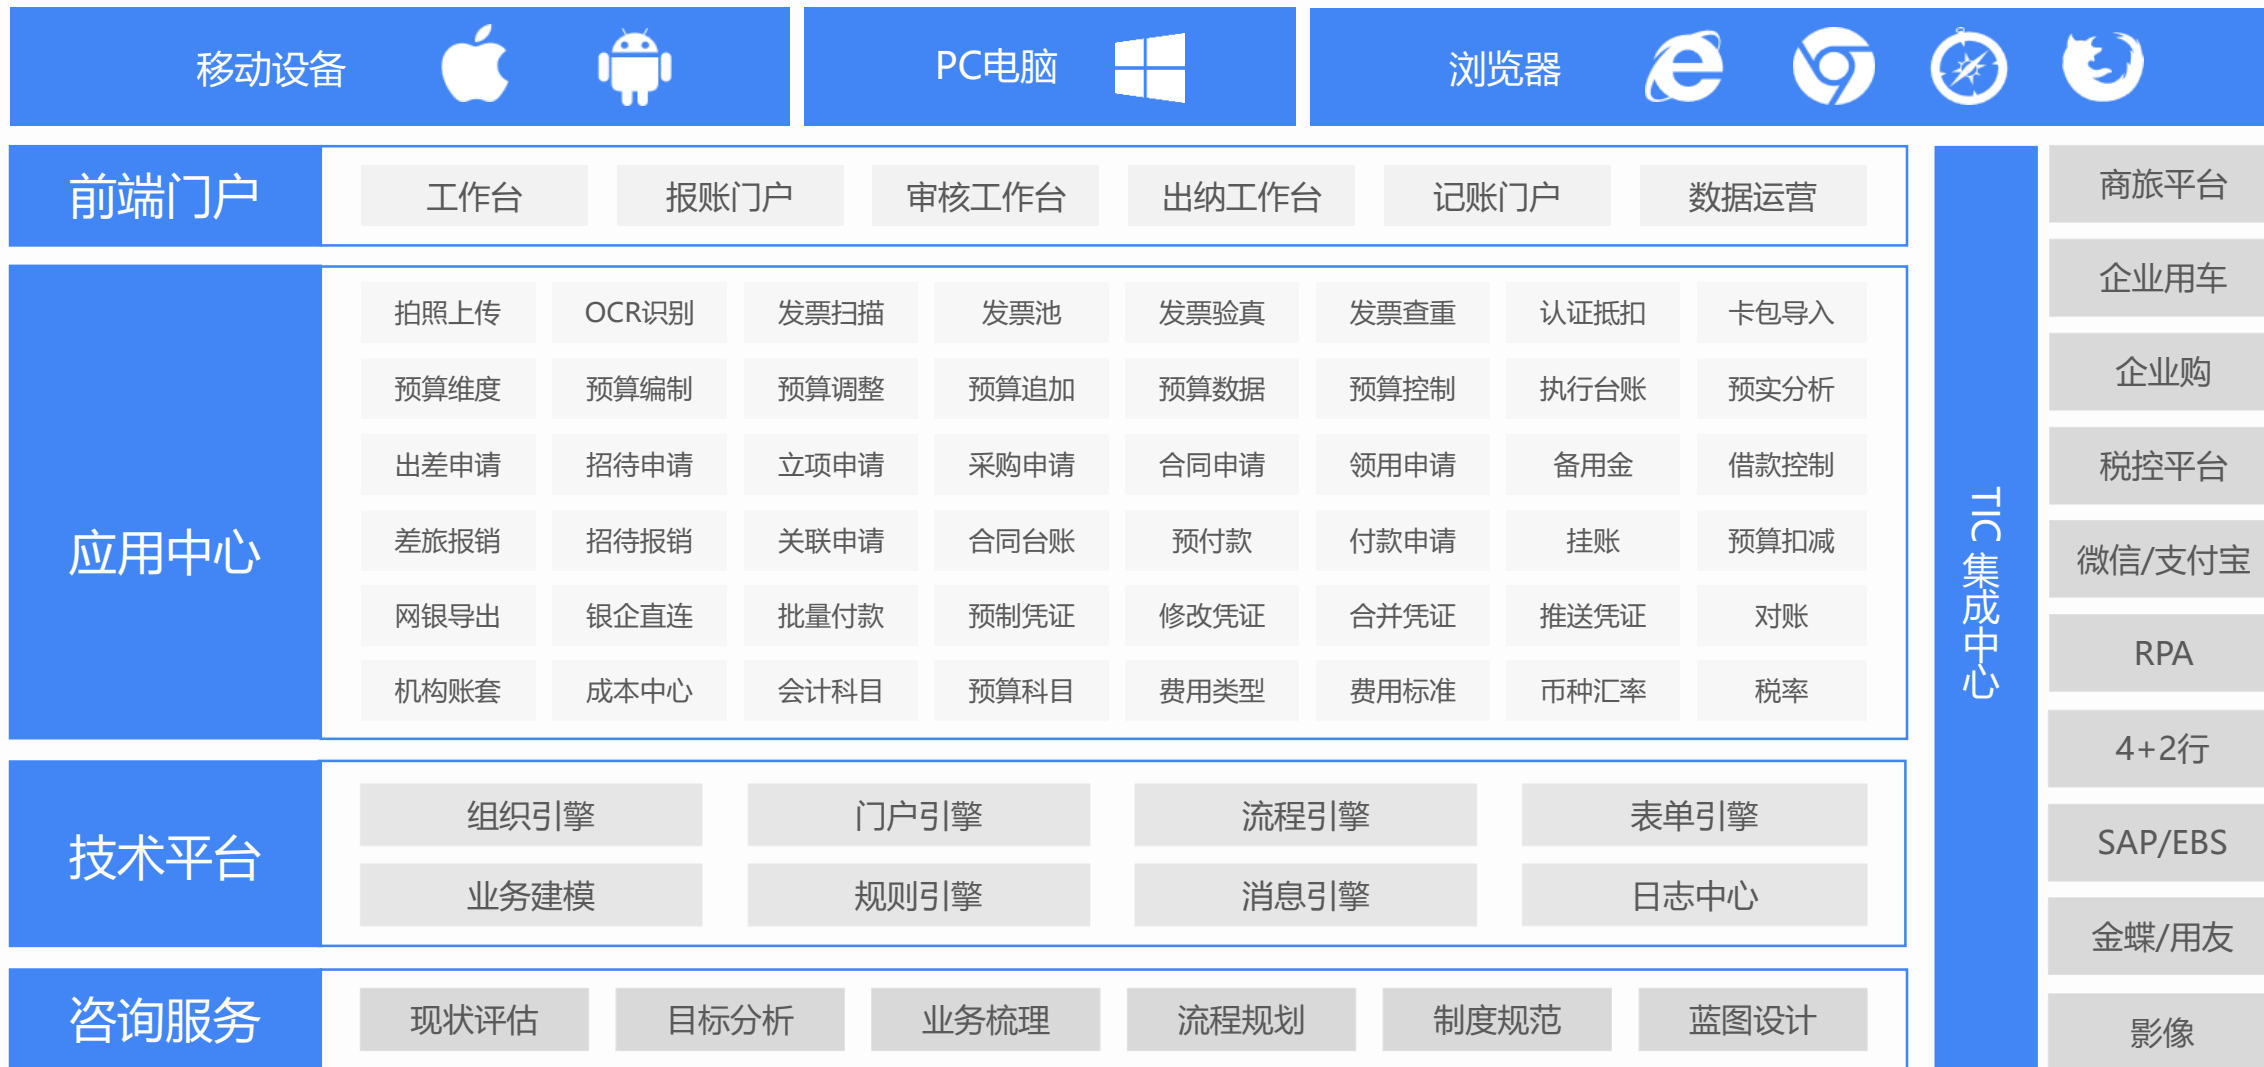 移动设备
PC电脑
浏览器
前端门户
工作台 报账门户 审核工作台 出纳工作台 记账门户 数据运营
应用中心
拍照上传 OCR识别 发票扫描 发票池 发票验真 发票查重 认证抵扣 卡包导入
预算维度 预算编制 预算调整 预算追加 预算数据 预算控制 执行台账 预实分析
出差申请 招待申请 立项申请 采购申请 合同申请 领用申请 备用金 借款控制
差旅报销 招待报销 关联申请 合同台账 预付款 付款申请 挂账 预算扣减
网银导出 银企直连 批量付款 预制凭证 修改凭证 合并凭证 推送凭证 对账
机构账套 成本中心 会计科目 预算科目 费用类型 费用标准 币种汇率 税率
技术平台
组织引擎 门户引擎 流程引擎 表单引擎
业务建模 规则引擎 消息引擎 日志中心
咨询服务
现状评估 目标分析 业务梳理 流程规划 制度规范 蓝图设计
TIC 集成中心
商旅平台
企业用车
企业购
税控平台
微信/支付宝
RPA
4+2行
SAP/EBS
金蝶/用友
影像